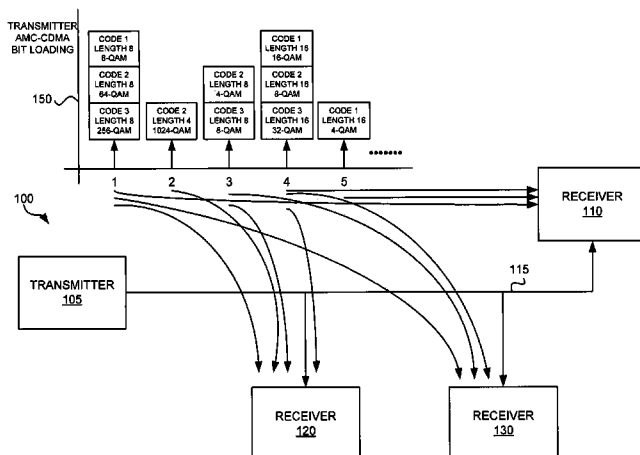 TRANSMITTER
AMC-CDMA
BIT LOADING
150
CODE 1
LENGTH 8
8-QAM
CODE 2
LENGTH 8
64-QAM
CODE 3
LENGTH 8
256-QAM
CODE 2
LENGTH 4
1024-QAM
CODE 2
LENGTH 8
4-QAM
CODE 3
LENGTH 8
8-QAM
CODE 1
LENGTH 16
16-QAM
CODE 2
LENGTH 16
8-QAM
CODE 3
LENGTH 16
32-QAM
CODE 1
LENGTH 16
4-QAM
1 2 3 4 5
100
RECEIVER
110
TRANSMITTER
105
115
RECEIVER
120
RECEIVER
130